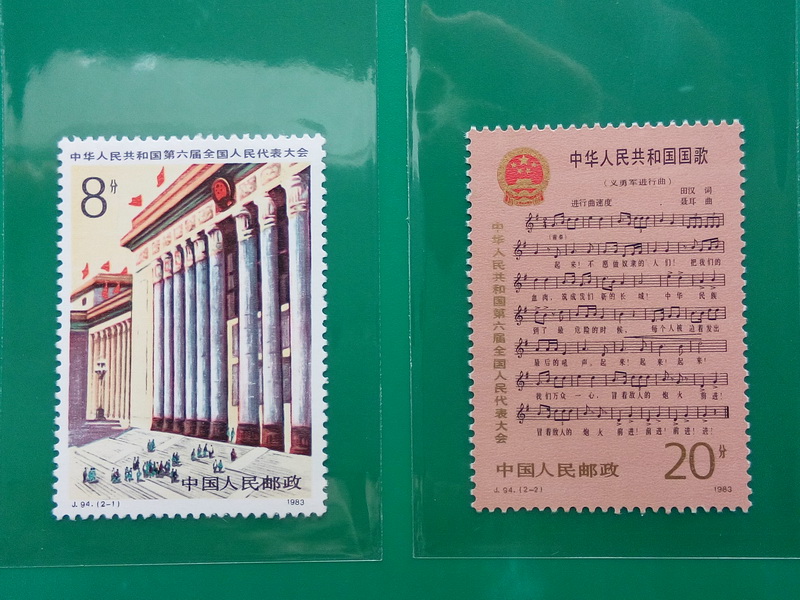 中华人民共和国第六届全国人民代表大会
8分
中国人民邮政
J.94.(2-1)
1983
中华人民共和国国歌
(义勇军进行曲)
田汉 词
进行曲速度
聂耳 曲
中华人民共和国第六届全国人民代表大会
起来!不愿做奴隶的人们!把我们的
血肉,筑成我们新的长城!中华民族
到了最危险的时候,每个人被迫着发出
最后的吼声。起来!起来!起来!
我们万众一心,冒着敌人的炮火前进!
冒着敌人的炮火前进!前进!前进!进!
中国人民邮政
20分
J.94.(2-2)
1983